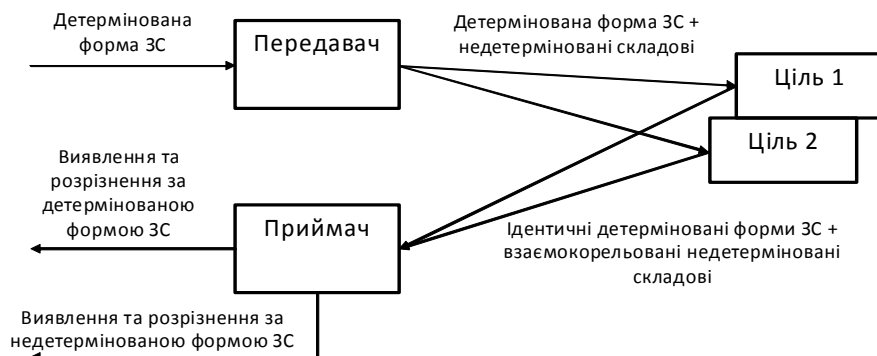 Детермінована
форма ЗС
Передавач
Детермінована форма ЗС +
недетерміновані складові
Ціль 1
Ціль 2
Виявлення та
розрізнення за
детермінованою
формою ЗС
Приймач
Ідентичні детерміновані форми ЗС +
взаємокорельовані недетерміновані
складові
Виявлення та розрізнення за
недетермінованою формою ЗС